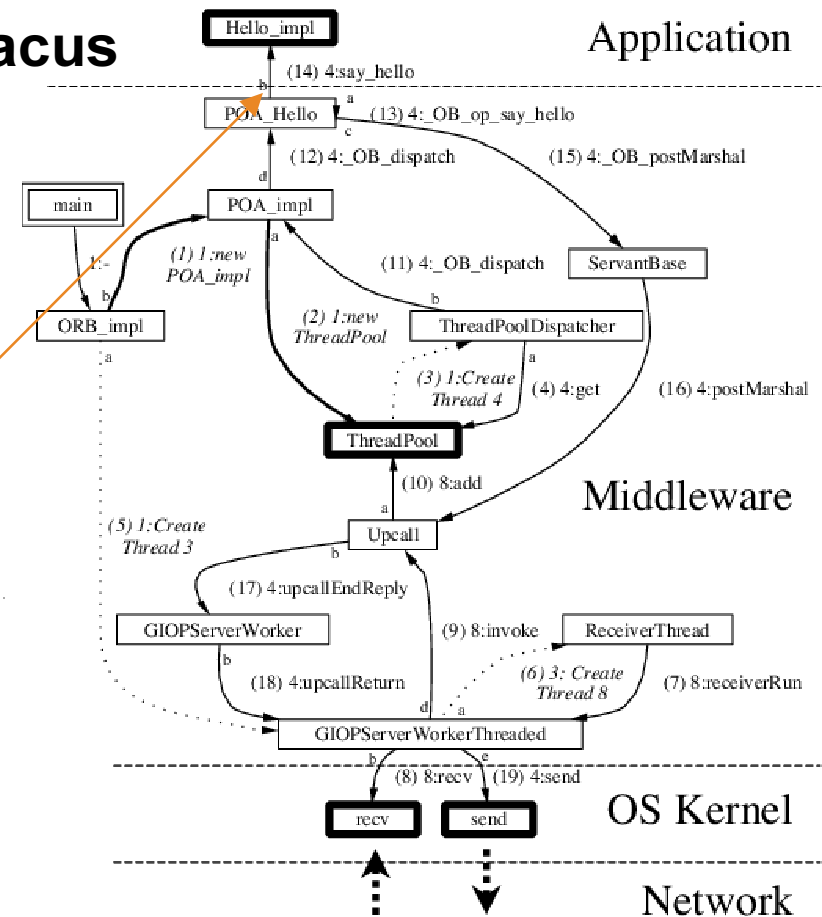 acus
Hello_impl
Application
(14) 4:say_hello
b
a
POA_Hello
(13) 4:_OB_op_say_hello
c
(12) 4:_OB_dispatch
(15) 4:_OB_postMarshal
d
main
POA_impl
a
(1) 1:new
POA_impl
1:-
(11) 4:_OB_dispatch
ServantBase
b
b
ORB_impl
(2) 1:new
ThreadPool
ThreadPoolDispatcher
a
a
(3) 1:Create
Thread 4
(4) 4:get
(16) 4:postMarshal
ThreadPool
(10) 8:add
Middleware
a
(5) 1:Create
Thread 3
Upcall
b
(17) 4:upcallEndReply
GIOPServerWorker
(9) 8:invoke
ReceiverThread
b
(18) 4:upcallReturn
(6) 3: Create
Thread 8
(7) 8:receiverRun
d
a
GIOPServerWorkerThreaded
b
(8) 8:recv
(19) 4:send
recv
send
OS Kernel
Network